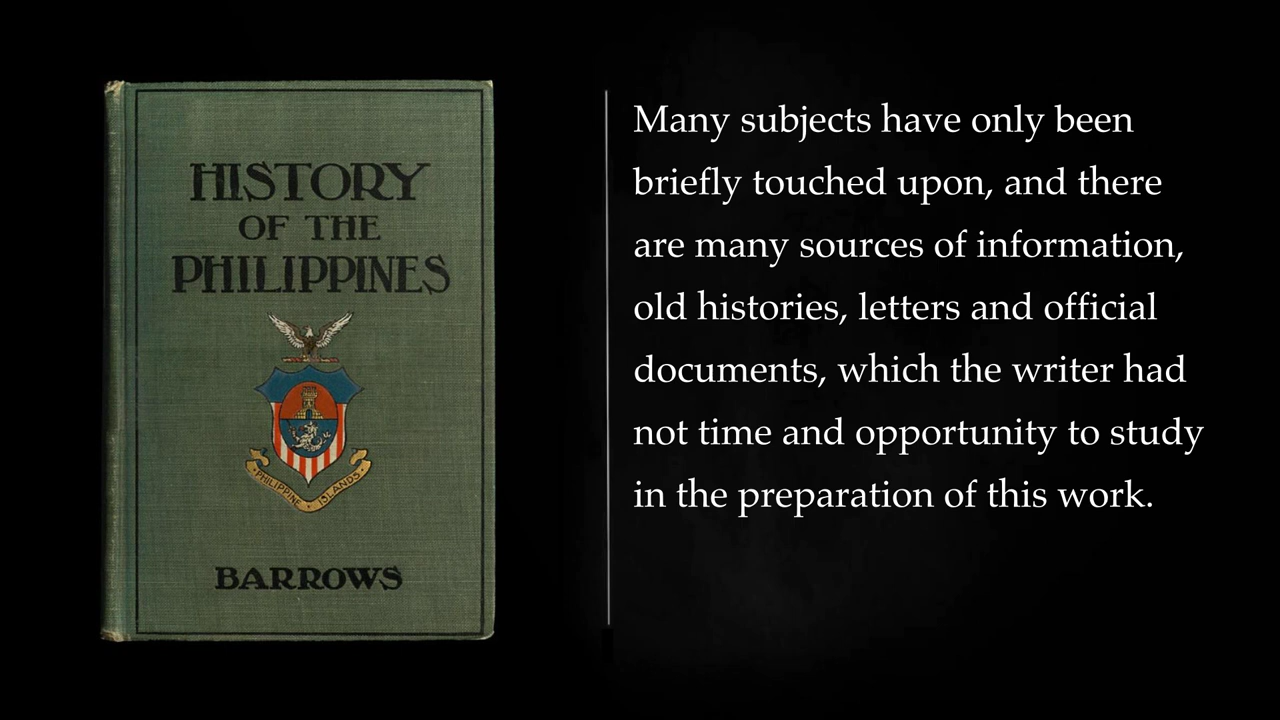 HISTORY
OF THE
PHILIPPINES
PHILIPPINE ISLANDS
BARROWS
Many subjects have only been
briefly touched upon, and there
are many sources of information,
old histories, letters and official
documents, which the writer had
not time and opportunity to study
in the preparation of this work.